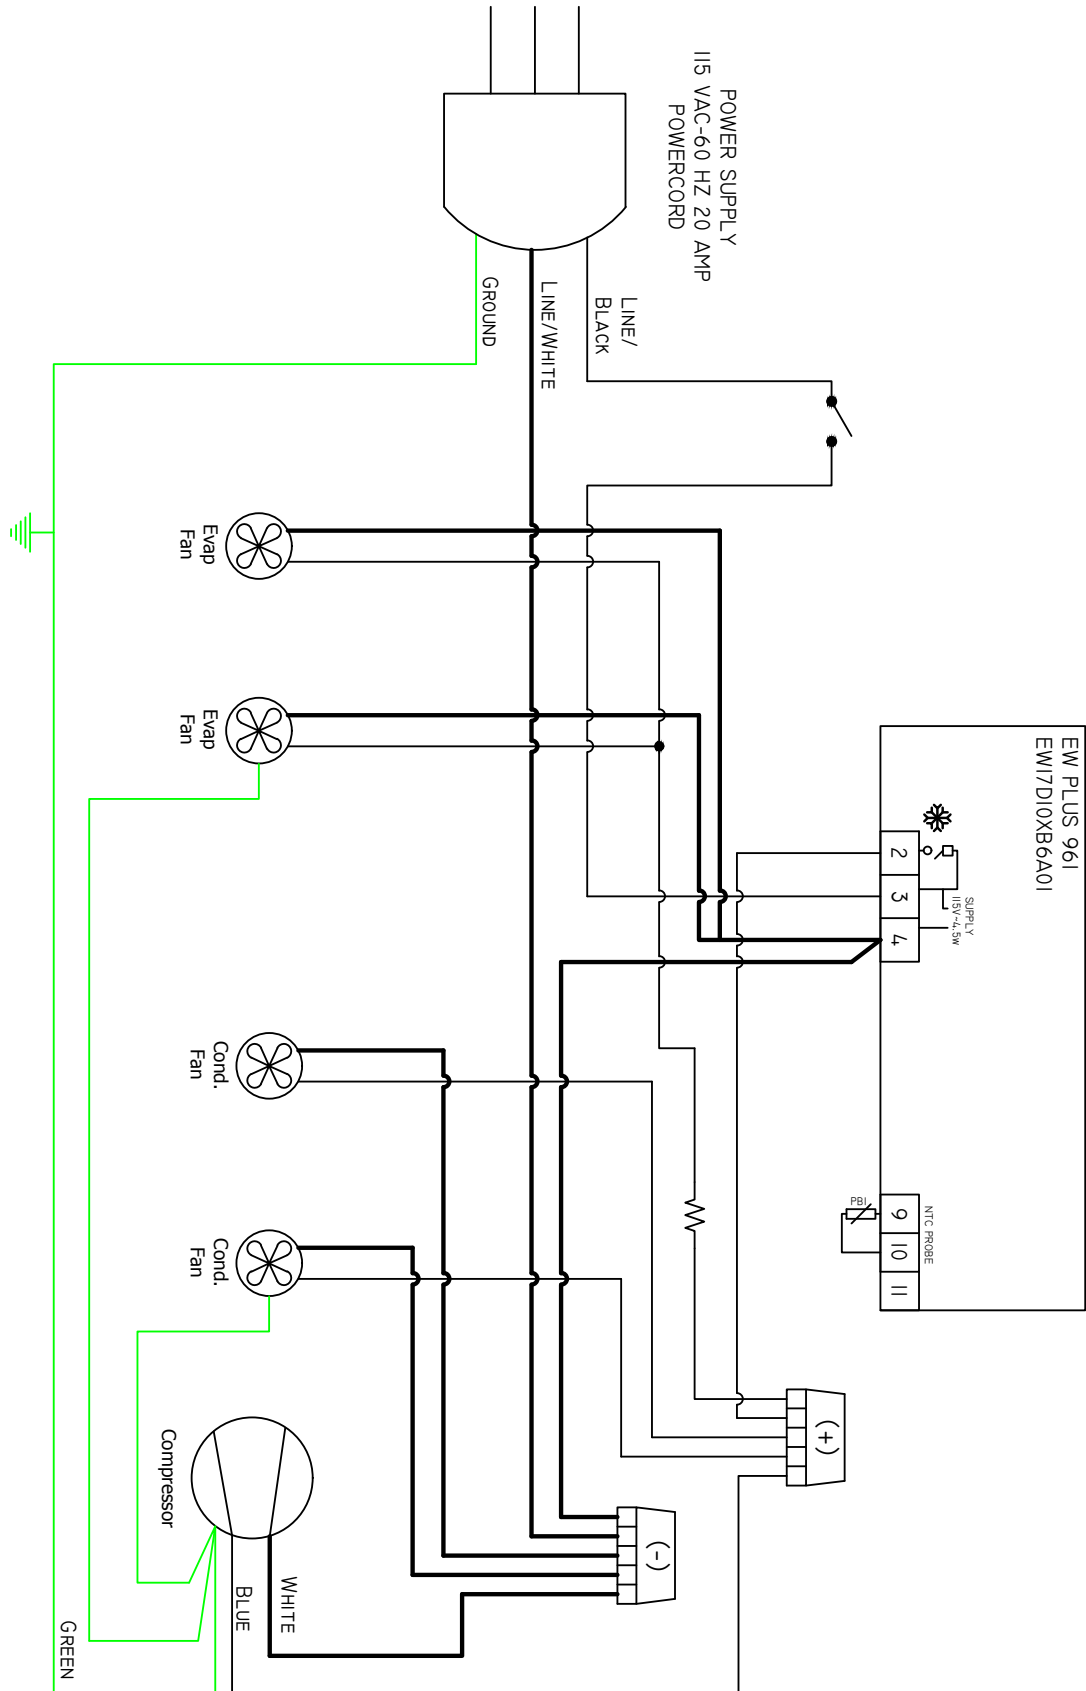 POWER SUPPLY
115 VAC-60 HZ 20 AMP
POWERCORD
LINE/
BLACK
LINE/WHITE
GROUND
Evap
Fan
Evap
Fan
EW PLUS 961
EW17D10XB6A01
2
3
4
SUPPLY
115V~4.5W
Cond.
Fan
Cond.
Fan
PB1
9
10
11
NTC PROBE
(+)
(-)
Compressor
WHITE
BLUE
GREEN